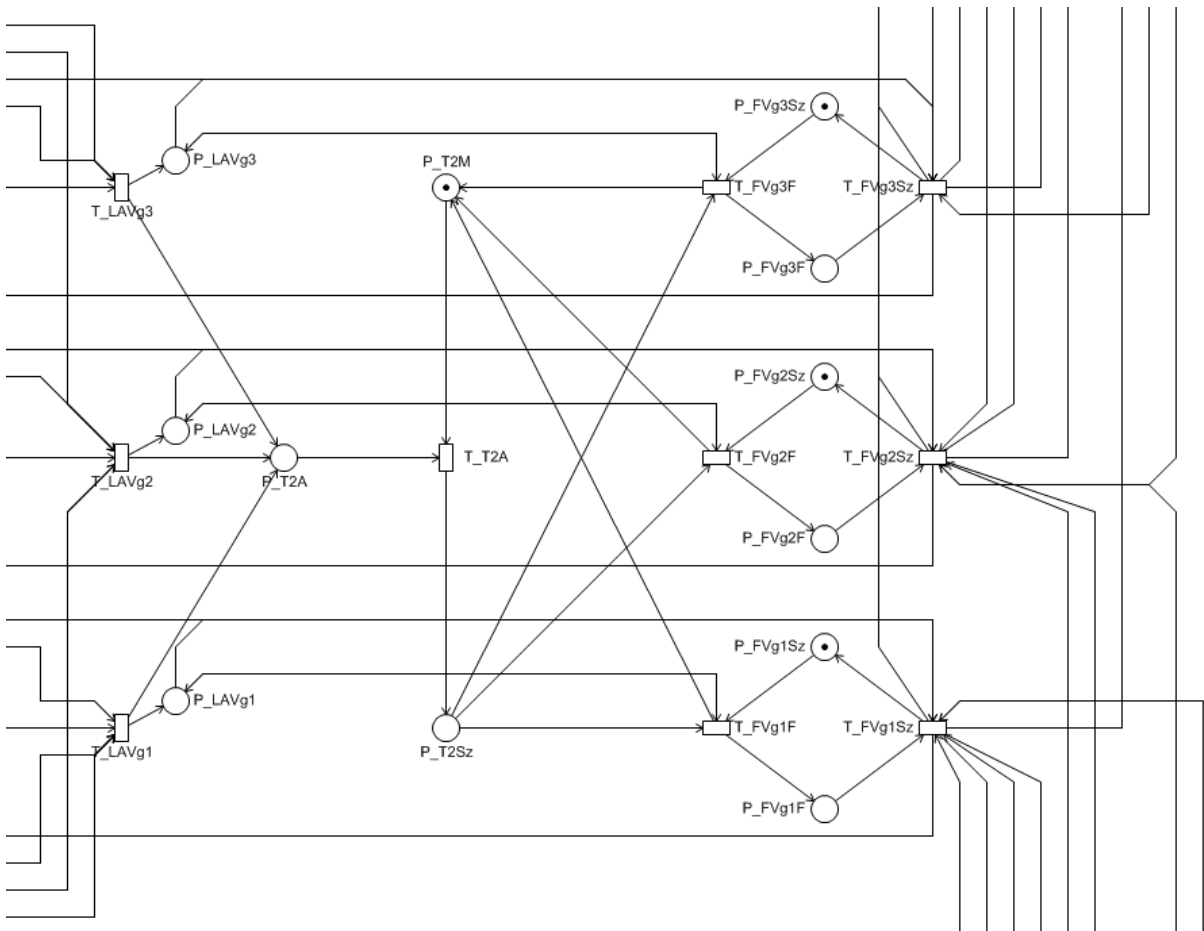 P_FVg3Sz
P_LAVg3
P_T2M
T_FVg3F
T_FVg3Sz
T_LAVg3
P_FVg3F
P_FVg2Sz
P_LAVg2
T_T2A
T_FVg2F
T_FVg2Sz
T_LAVg2
P_T2A
P_FVg2F
P_FVg1Sz
P_LAVg1
T_FVg1F
T_FVg1Sz
T_LAVg1
P_T2Sz
P_FVg1F